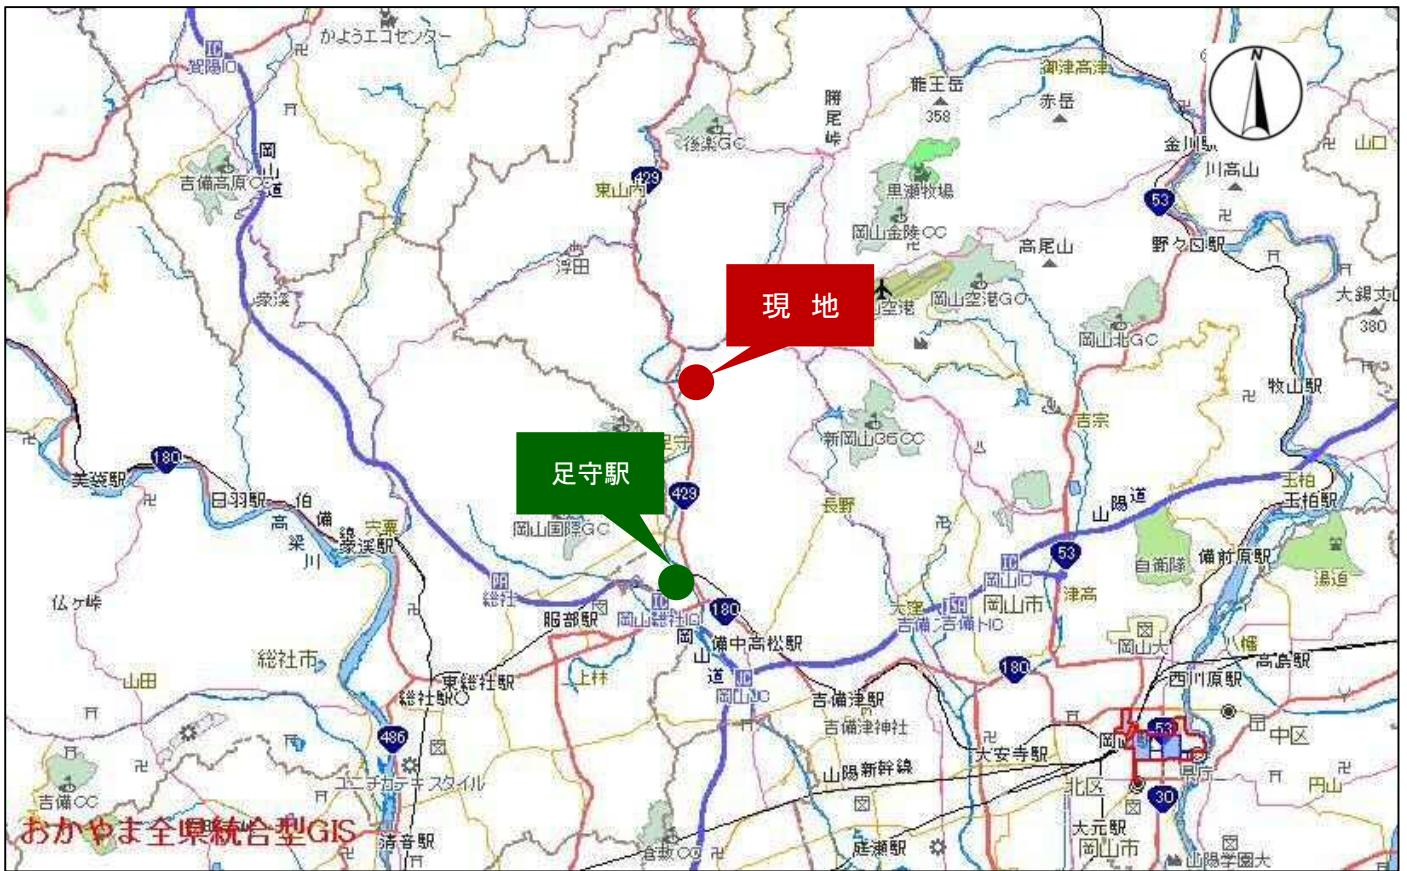 かようエコセンター
IC
賀陽IC
N
御津高津
龍王岳
358
赤岳
勝尾峠
後楽GC
金川駅
山口
川高山
岡山道
吉備高原CC
東山内
429
黒瀬牧場
53
岡山金陵CC
高尾山
野々口駅
浮田
豪渓
現 地
岡山空港GC
大鍋山
380
岡山北GC
牧山駅
足守
新岡山36CC
吉宗
足守駅
180
美袋駅
429
玉柏
玉柏駅
日羽駅
伯備線
高梁川
宍粟
豪渓駅
岡山国際GC
長野
山陽道
53
備前原駅
自衛隊
湯迫
IC
岡山IC
PA
総社
仏ヶ峠
服部駅
IC
岡山総社IC
180
大窪
岡山市
津高
岡山道
備中高松駅
岡山大
八幡
高島駅
総社市
山田
東総社駅
総社駅
上林
JC
岡山JC
吉備津駅
吉備津神社
180
西川原駅
486
大安寺駅
53
中区
山陽新幹線
県庁
北区
円山
ユニチカテキスタイル
吉備CC
30
おかやま全県統合型GIS
清音駅
倉敷CC
庭瀬駅
大元駅
岡山市
山陽学園大